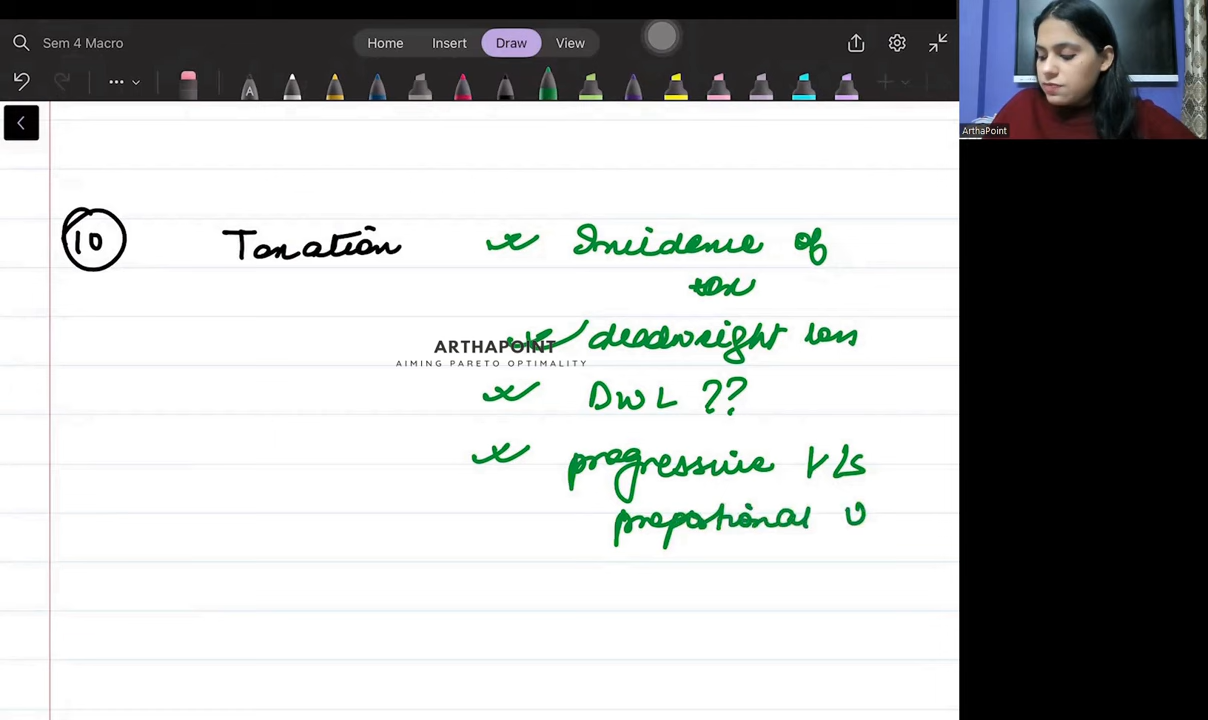 Sem 4 Macro
Home Insert Draw View
A
ArthaPoint
10 Taxation Incidence of
tax
deadweight loss
ARTHAPOINT
AIMING PARETO OPTIMALITY
DWL ??
progressive V/s
proportional v